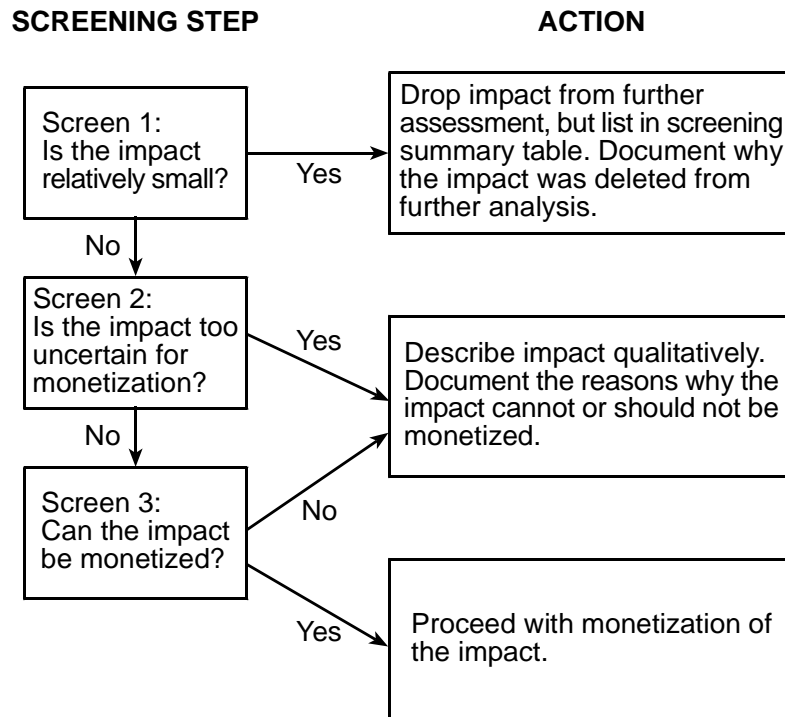 SCREENING STEP
ACTION
Screen 1:
Is the impact
relatively small?
Yes
Drop impact from further
assessment, but list in screening
summary table. Document why
the impact was deleted from
further analysis.
No
Screen 2:
Is the impact too
uncertain for
monetization?
Yes
Describe impact qualitatively.
Document the reasons why the
impact cannot or should not be
monetized.
No
Screen 3:
Can the impact
be monetized?
No
Yes
Proceed with monetization of
the impact.